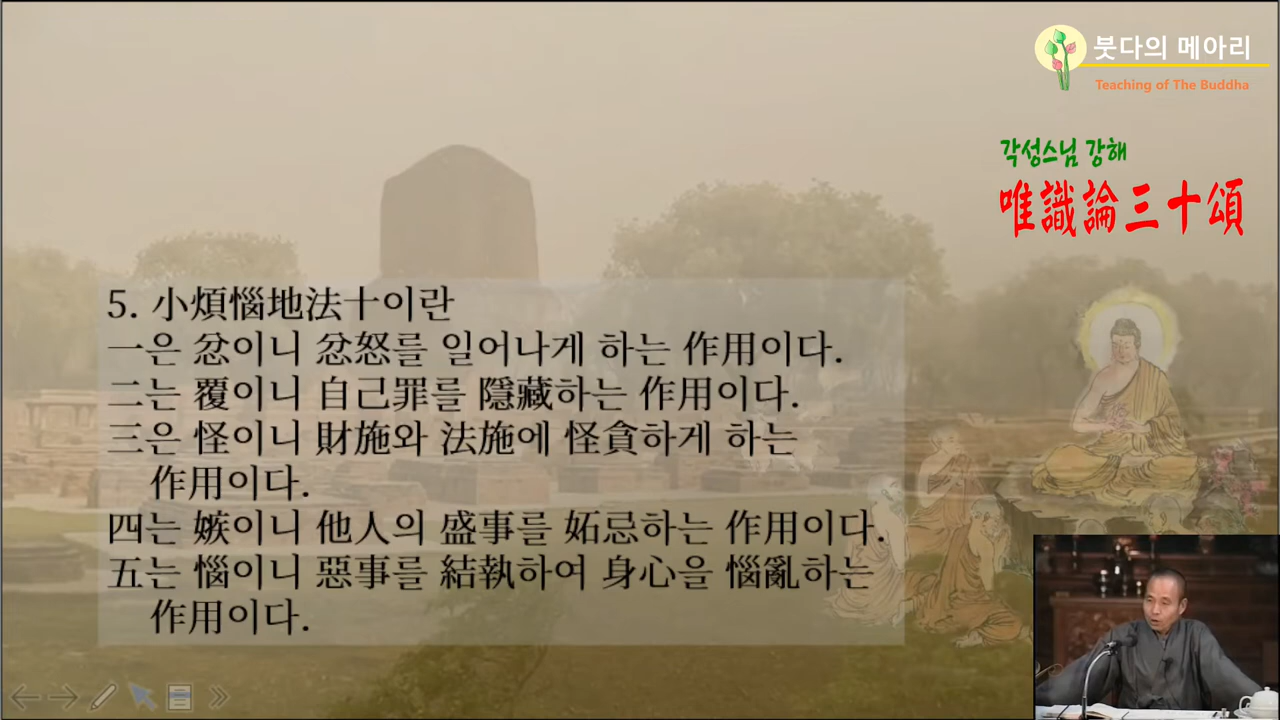 붓다의 메아리
Teaching of The Buddha
각성스님 강해
唯識論三十頌
5. 小煩惱地法十이란
一은 忿이니 忿怒를 일어나게 하는 作用이다.
二는 覆이니 自己罪를 隱藏하는 作用이다.
三은 怪이니 財施와 法施에 怪貪하게 하는
作用이다.
四는 嫉이니 他人의 盛事를 妬忌하는 作用이다.
五는 惱이니 惡事를 結執하여 身心을 惱亂하는
作用이다.